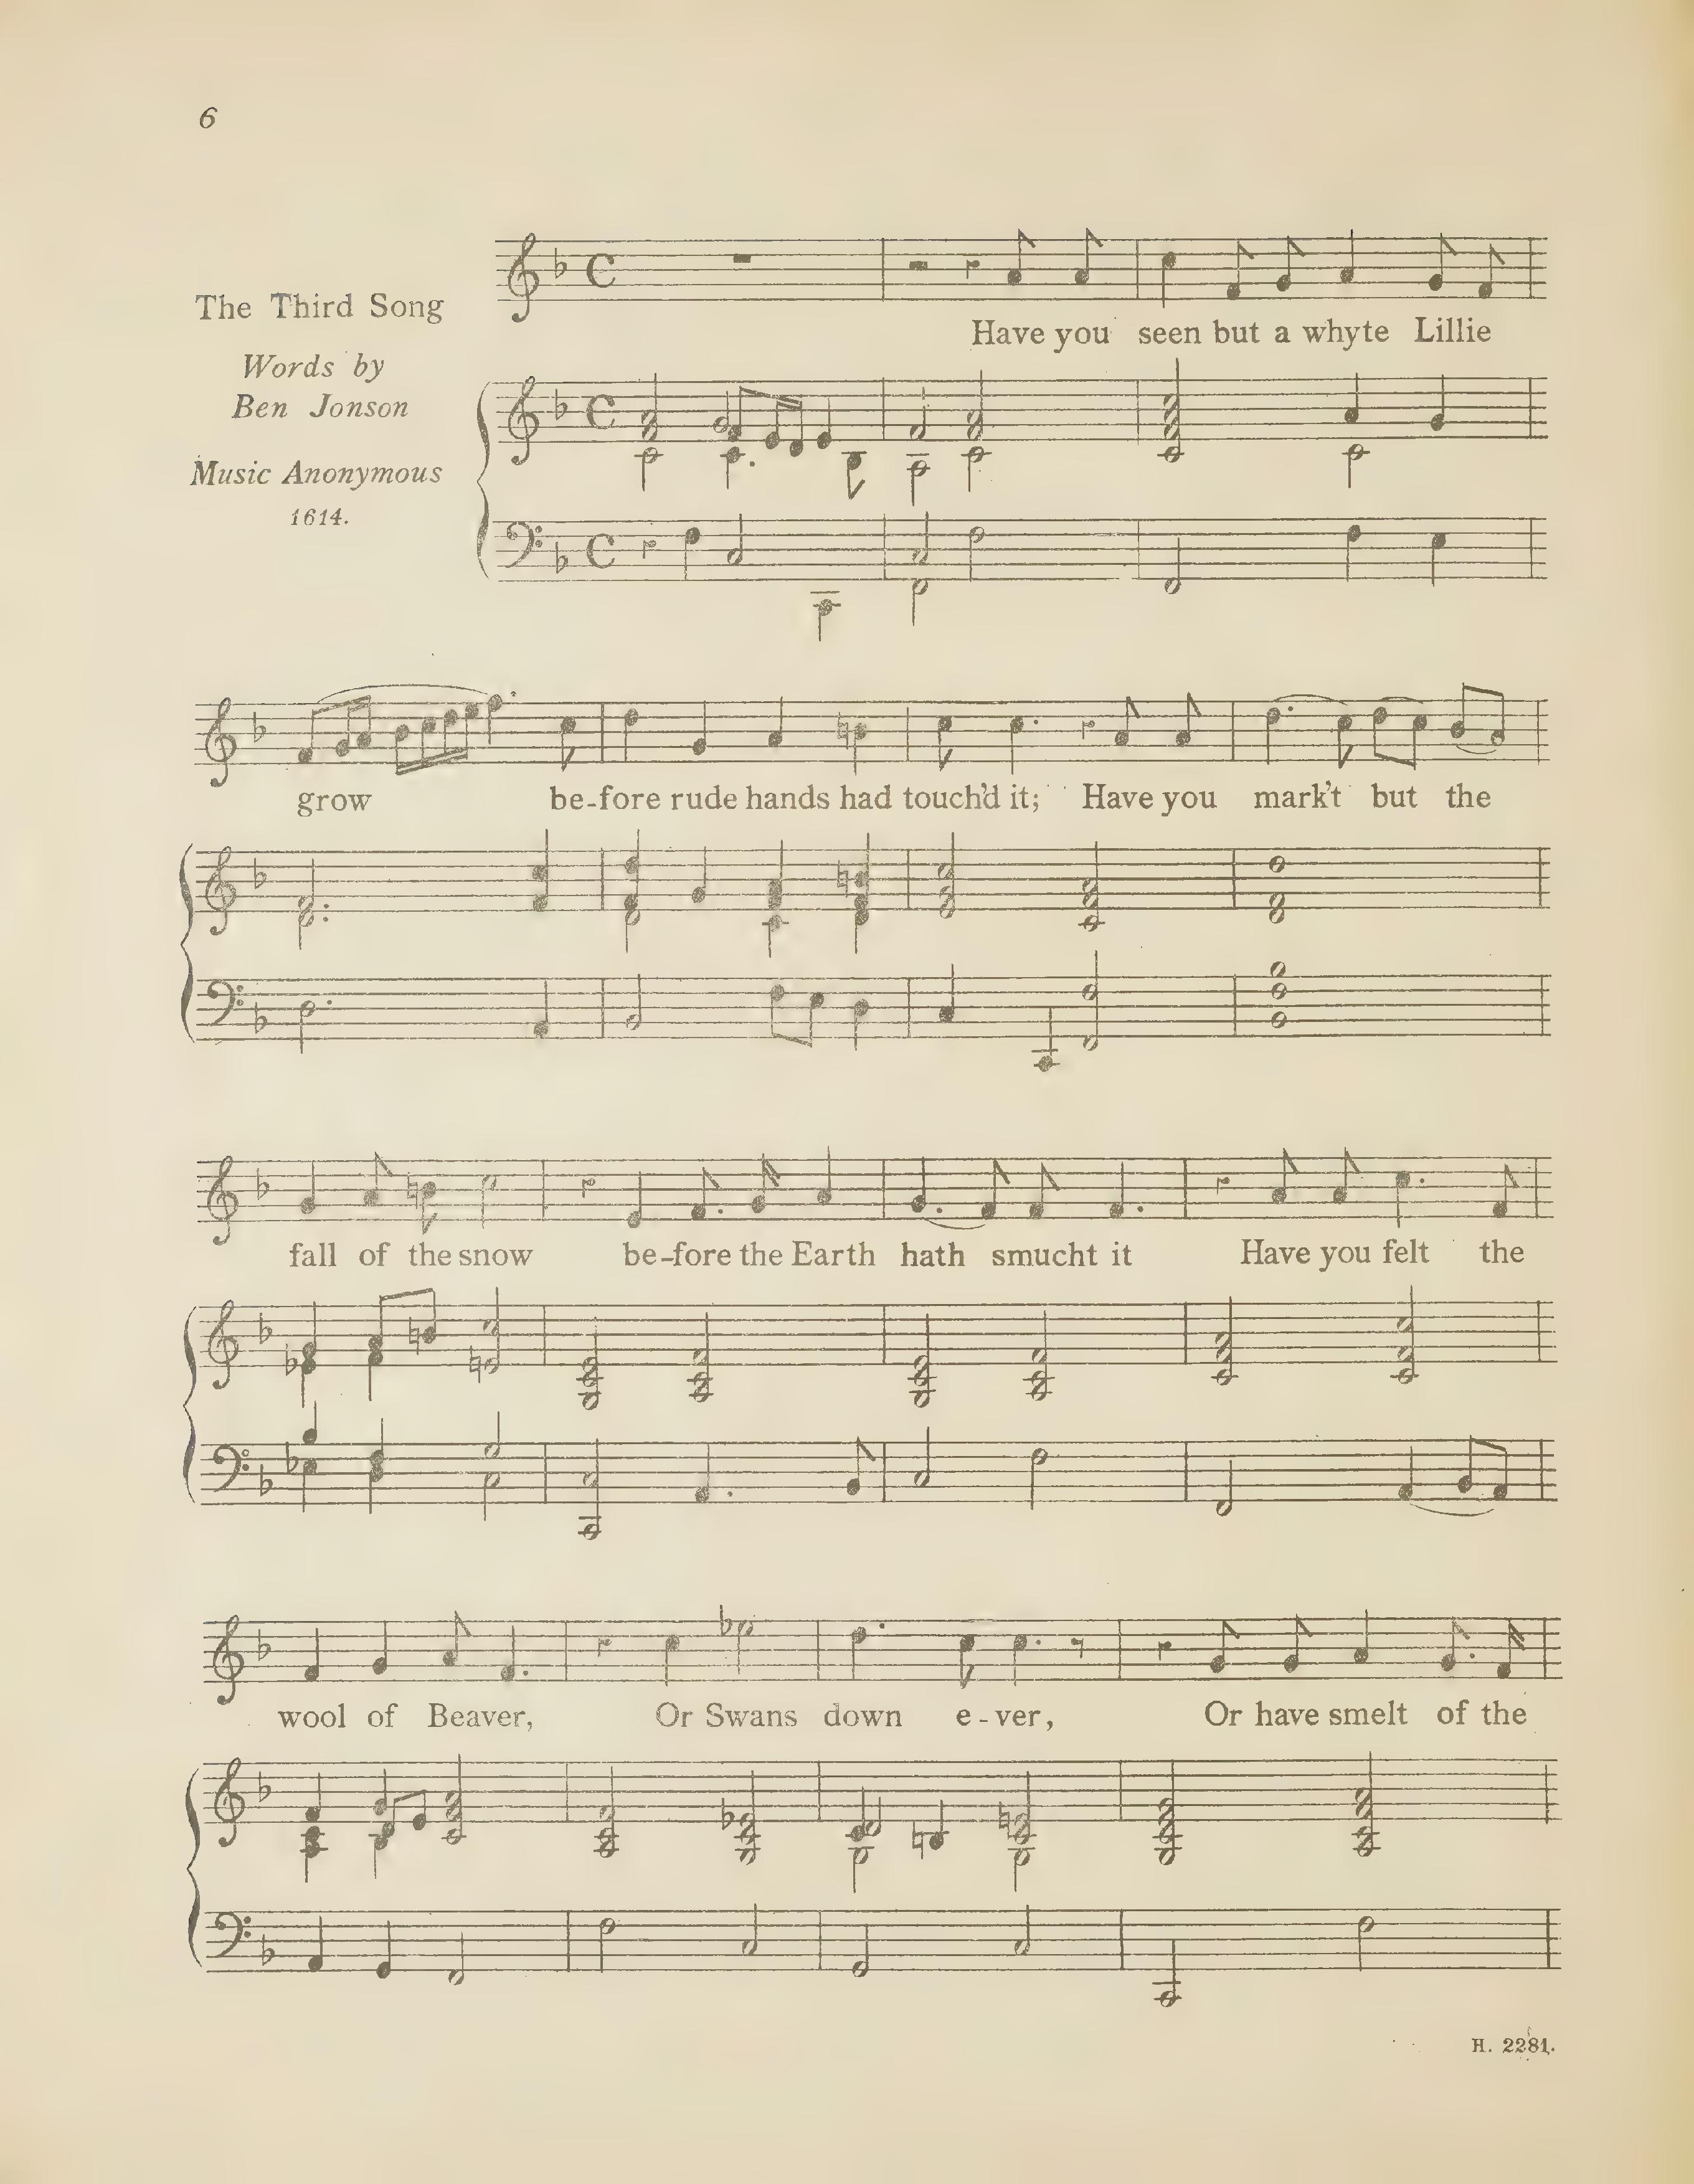 6
The Third Song
Words by
Ben Jonson
Music Anonymous
1614.
Have you seen but a whyte Lillie
grow be-fore rude hands had touch'd it; Have you mark't but the
fall of the snow be-fore the Earth hath smucht it Have you felt the
wool of Beaver, Or Swans down e-ver, Or have smelt of the
H. 2281.